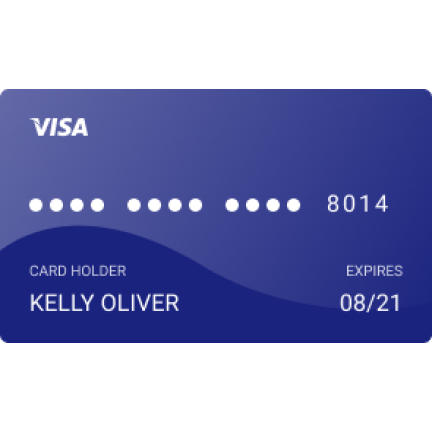 VISA
●●●● ●●●● ●●●● 8014
CARD HOLDER EXPIRES
KELLY OLIVER 08/21